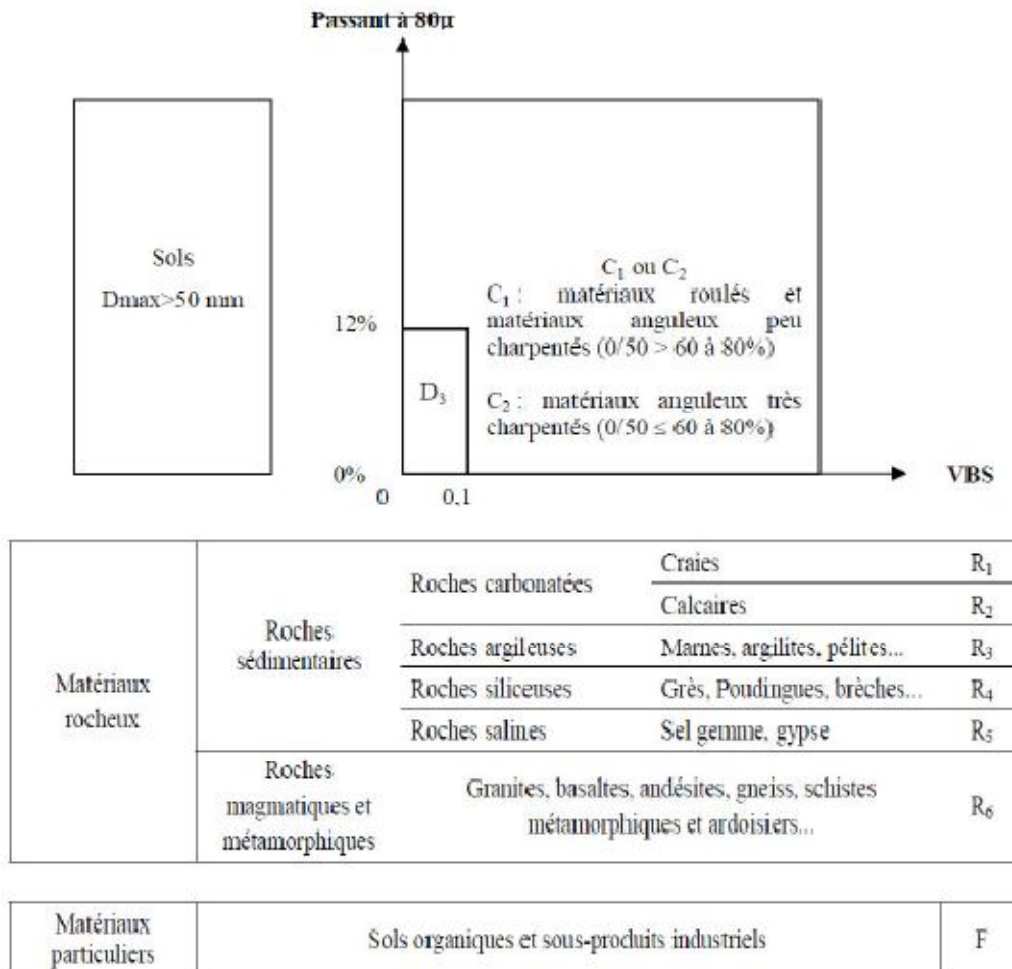 Passant à 80µ
Sols
Dmax>50 mm
C₁ ou C₂
C₁ : matériaux roulés et
matériaux anguleux peu
charpentés (0/50 > 60 à 80%)
12%
D₃
C₂ : matériaux anguleux très
charpentés (0/50 ≤ 60 à 80%)
0%
VBS
0
0,1
Matériaux
rocheux
Roches
sédimentaires
Roches carbonatées
Craies
R₁
Calcaires
R₂
Roches argileuses
Marnes, argilites, pélites...
R₃
Roches siliceuses
Grès, Poudingues, brèches...
R₄
Roches salines
Sel gemme, gypse
R₅
Roches
magmatiques et
métamorphiques
Granites, basaltes, andésites, gneiss, schistes
métamorphiques et ardoisiers...
R₆
Matériaux
particuliers
Sols organiques et sous-produits industriels
F